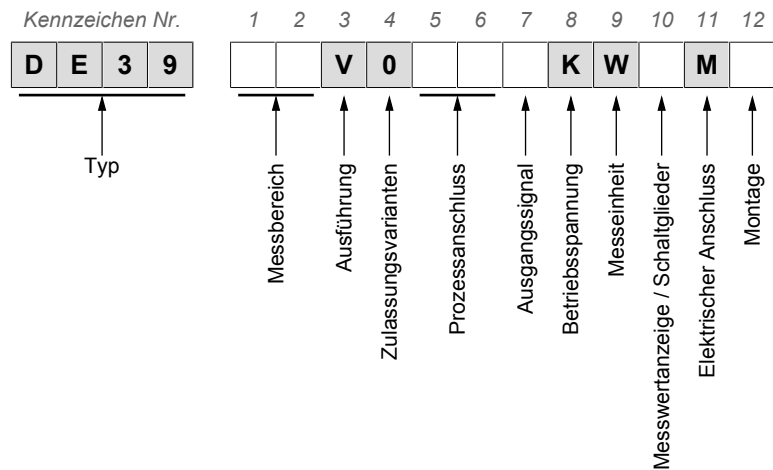 Kennzeichen Nr. 1 2 3 4 5 6 7 8 9 10 11 12
D E 3 9 V 0 K W M
Typ
Messbereich
Ausführung
Zulassungsvarianten
Prozessanschluss
Ausgangssignal
Betriebsspannung
Messeinheit
Messwertanzeige / Schaltglieder
Elektrischer Anschluss
Montage